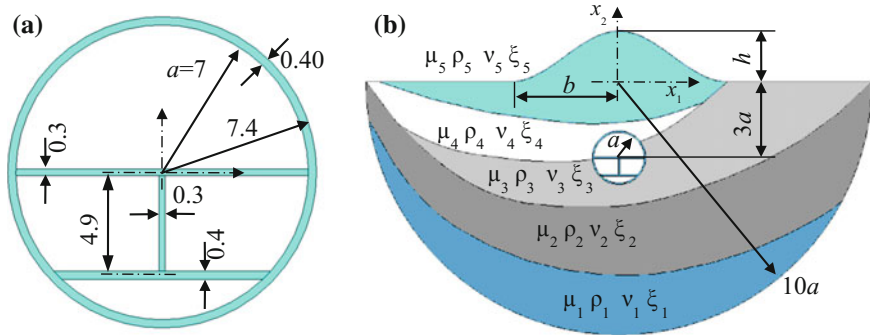 (a)
a=7
0.40
7.4
0.3
0.3
4.9
0.4
(b)
x₂
h
μ₅ ρ₅ ν₅ ξ₅
b
x₁
3a
μ₄ ρ₄ ν₄ ξ₄
a
μ₃ ρ₃ ν₃ ξ₃
μ₂ ρ₂ ν₂ ξ₂
μ₁ ρ₁ ν₁ ξ₁
10a